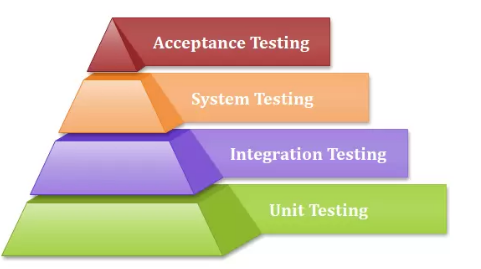 Acceptance Testing
System Testing
Integration Testing
Unit Testing